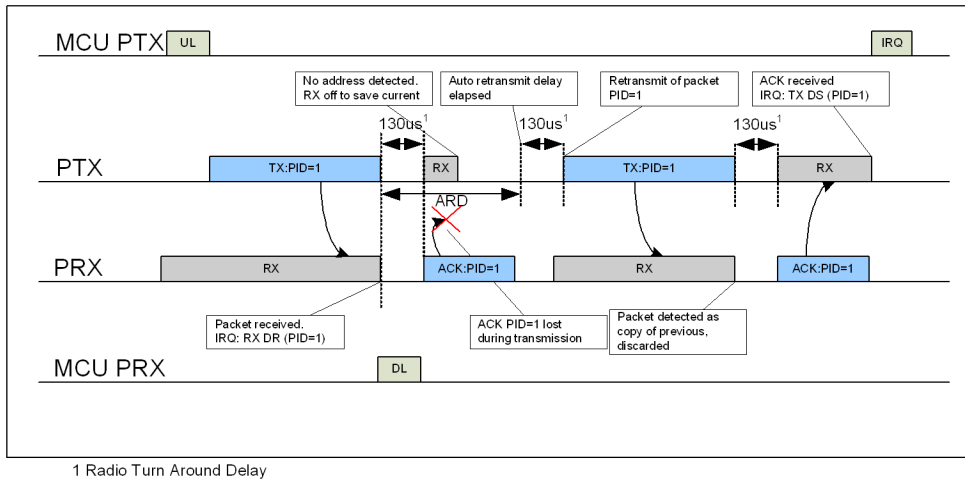 MCU PTX
UL
IRQ
No address detected.
RX off to save current
Auto retransmit delay
elapsed
Retransmit of packet
PID=1
ACK received
IRQ: TX DS (PID=1)
130us1
130us1
130us1
PTX
TX:PID=1
RX
TX:PID=1
RX
ARD
PRX
RX
ACK:PID=1
RX
ACK:PID=1
Packet received.
IRQ: RX DR (PID=1)
ACK PID=1 lost
during transmission
Packet detected as
copy of previous,
discarded
MCU PRX
DL
1 Radio Turn Around Delay